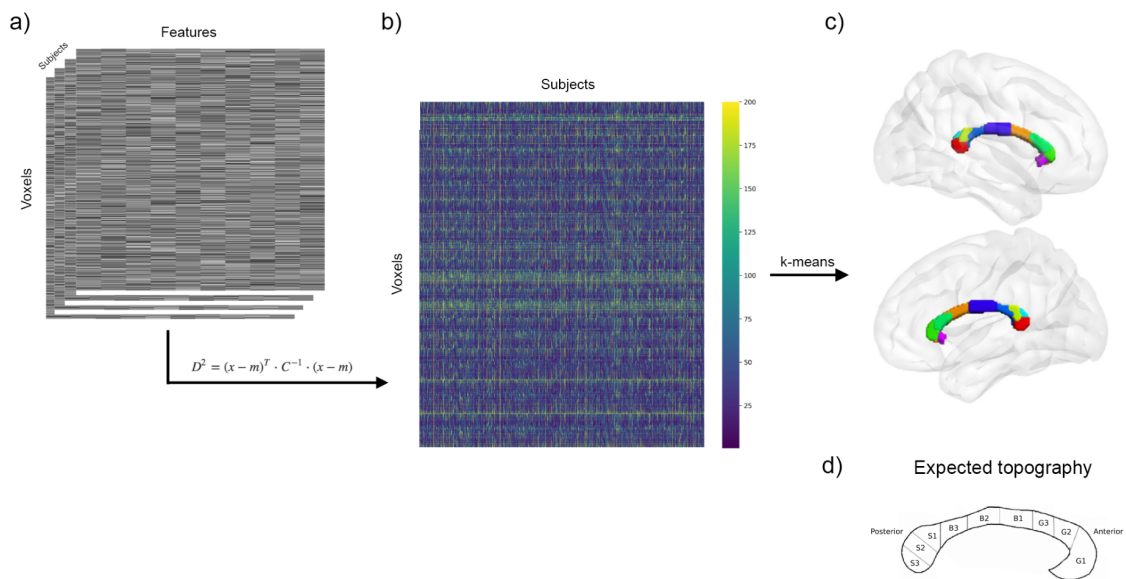 a)
Features
Subjects
Voxels
D² = (x − m)ᵀ · C⁻¹ · (x − m)
b)
Subjects
Voxels
200
175
150
125
100
75
50
25
k-means
c)
d)
Expected topography
Posterior
S3
S2
S1
B3
B2
B1
G3
G2
G1
Anterior